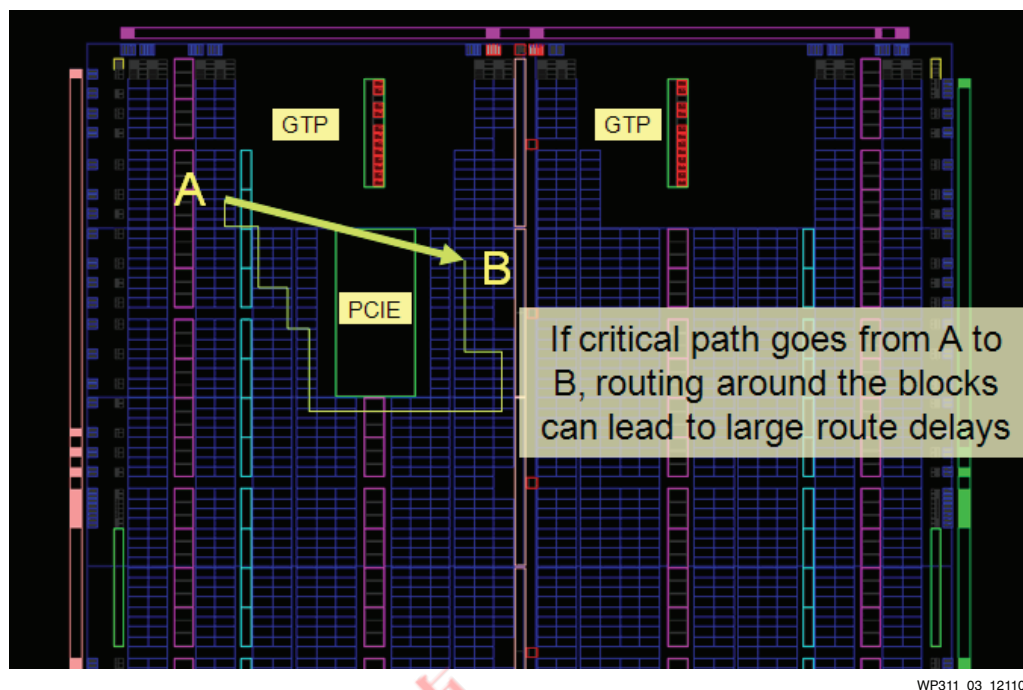 GTP
GTP
A
B
PCIE
If critical path goes from A to
B, routing around the blocks
can lead to large route delays
WP311_03_12110